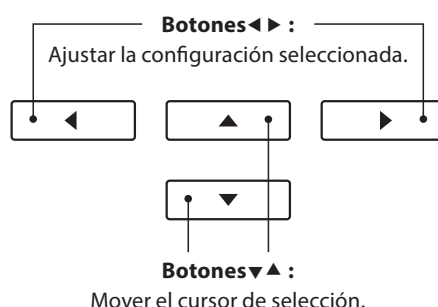 Botones◀ ▶ :
Ajustar la configuración seleccionada.
Botones▼▲ :
Mover el cursor de selección.